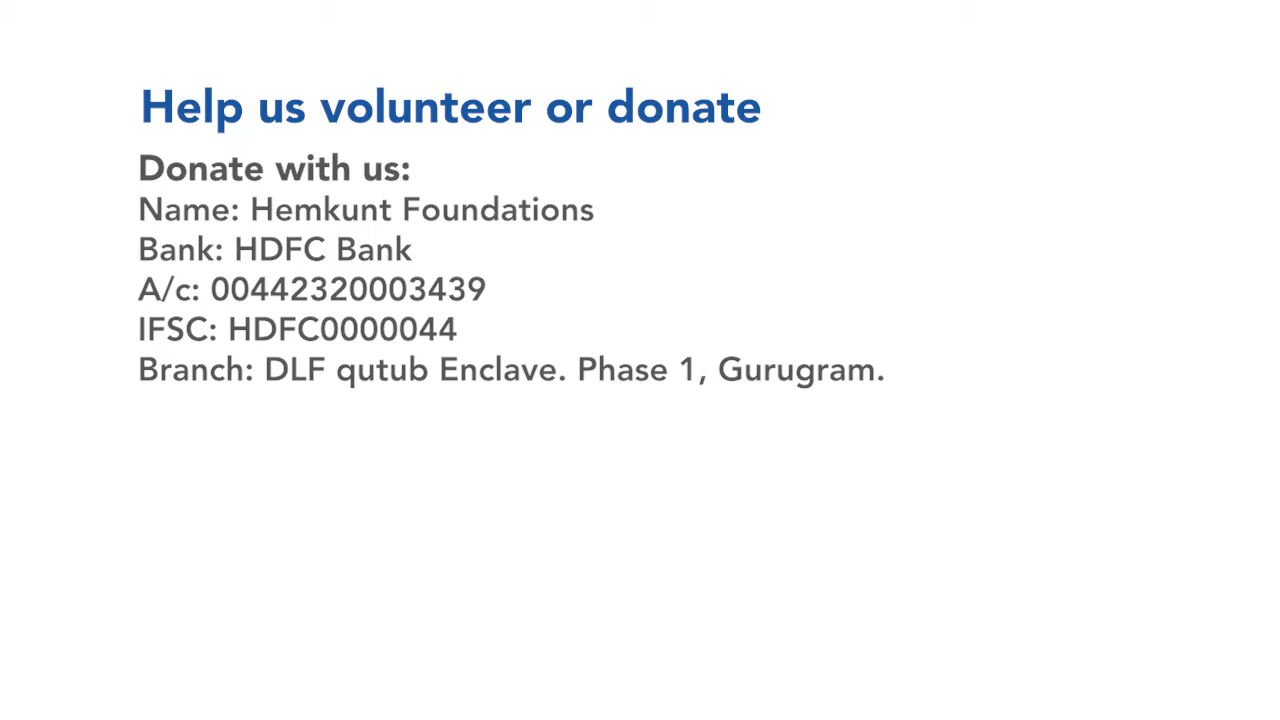 Help us volunteer or donate
Donate with us:
Name: Hemkunt Foundations
Bank: HDFC Bank
A/c: 00442320003439
IFSC: HDFC0000044
Branch: DLF qutub Enclave. Phase 1, Gurugram.